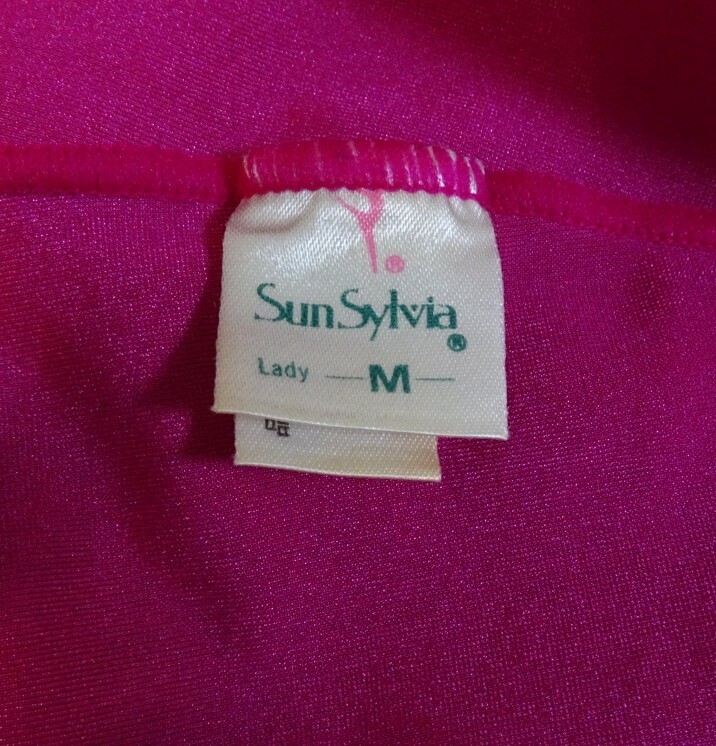 ®
SunSylvia®
Lady — M —